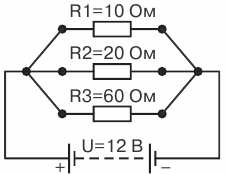 R1=10 Ом
R2=20 Ом
R3=60 Ом
U=12 В
+ −